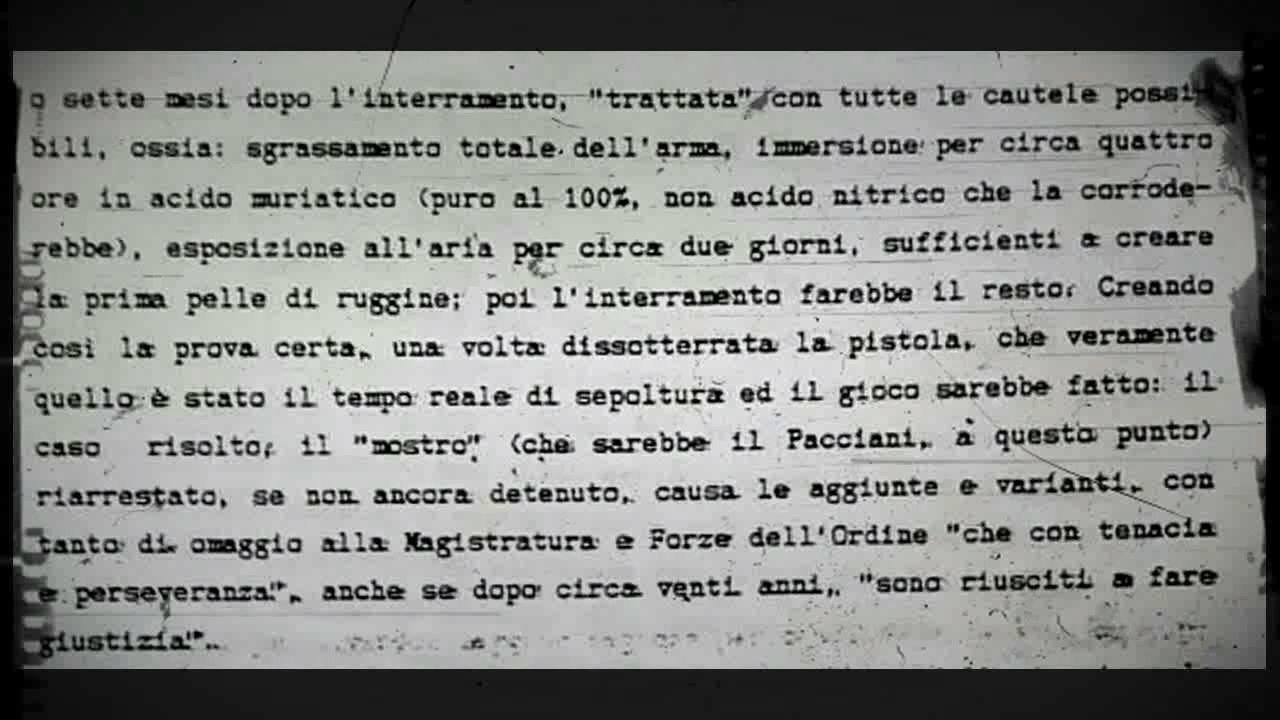 o sette mesi dopo l'interramento, "trattata" con tutte le cautele possi-
bili, ossia: sgrassamento totale dell'arma, immersione per circa quattro
ore in acido muriatico (puro al 100%, non acido nitrico che la corrode-
rebbe), esposizione all'aria per circa due giorni, sufficienti a creare
la prima pelle di ruggine; poi l'interramento farebbe il resto. Creando
così la prova certa, una volta dissotterrata la pistola, che veramente
quello è stato il tempo reale di sepoltura ed il gioco sarebbe fatto: il
caso risolto, il "mostro" (che sarebbe il Pacciani, a questo punto)
riarrestato, se non ancora detenuto, causa le aggiunte e varianti, con
tanto di omaggio alla Magistratura e Forze dell'Ordine "che con tenacia
e perseveranza", anche se dopo circa venti anni, "sono riusciti a fare
giustizia".